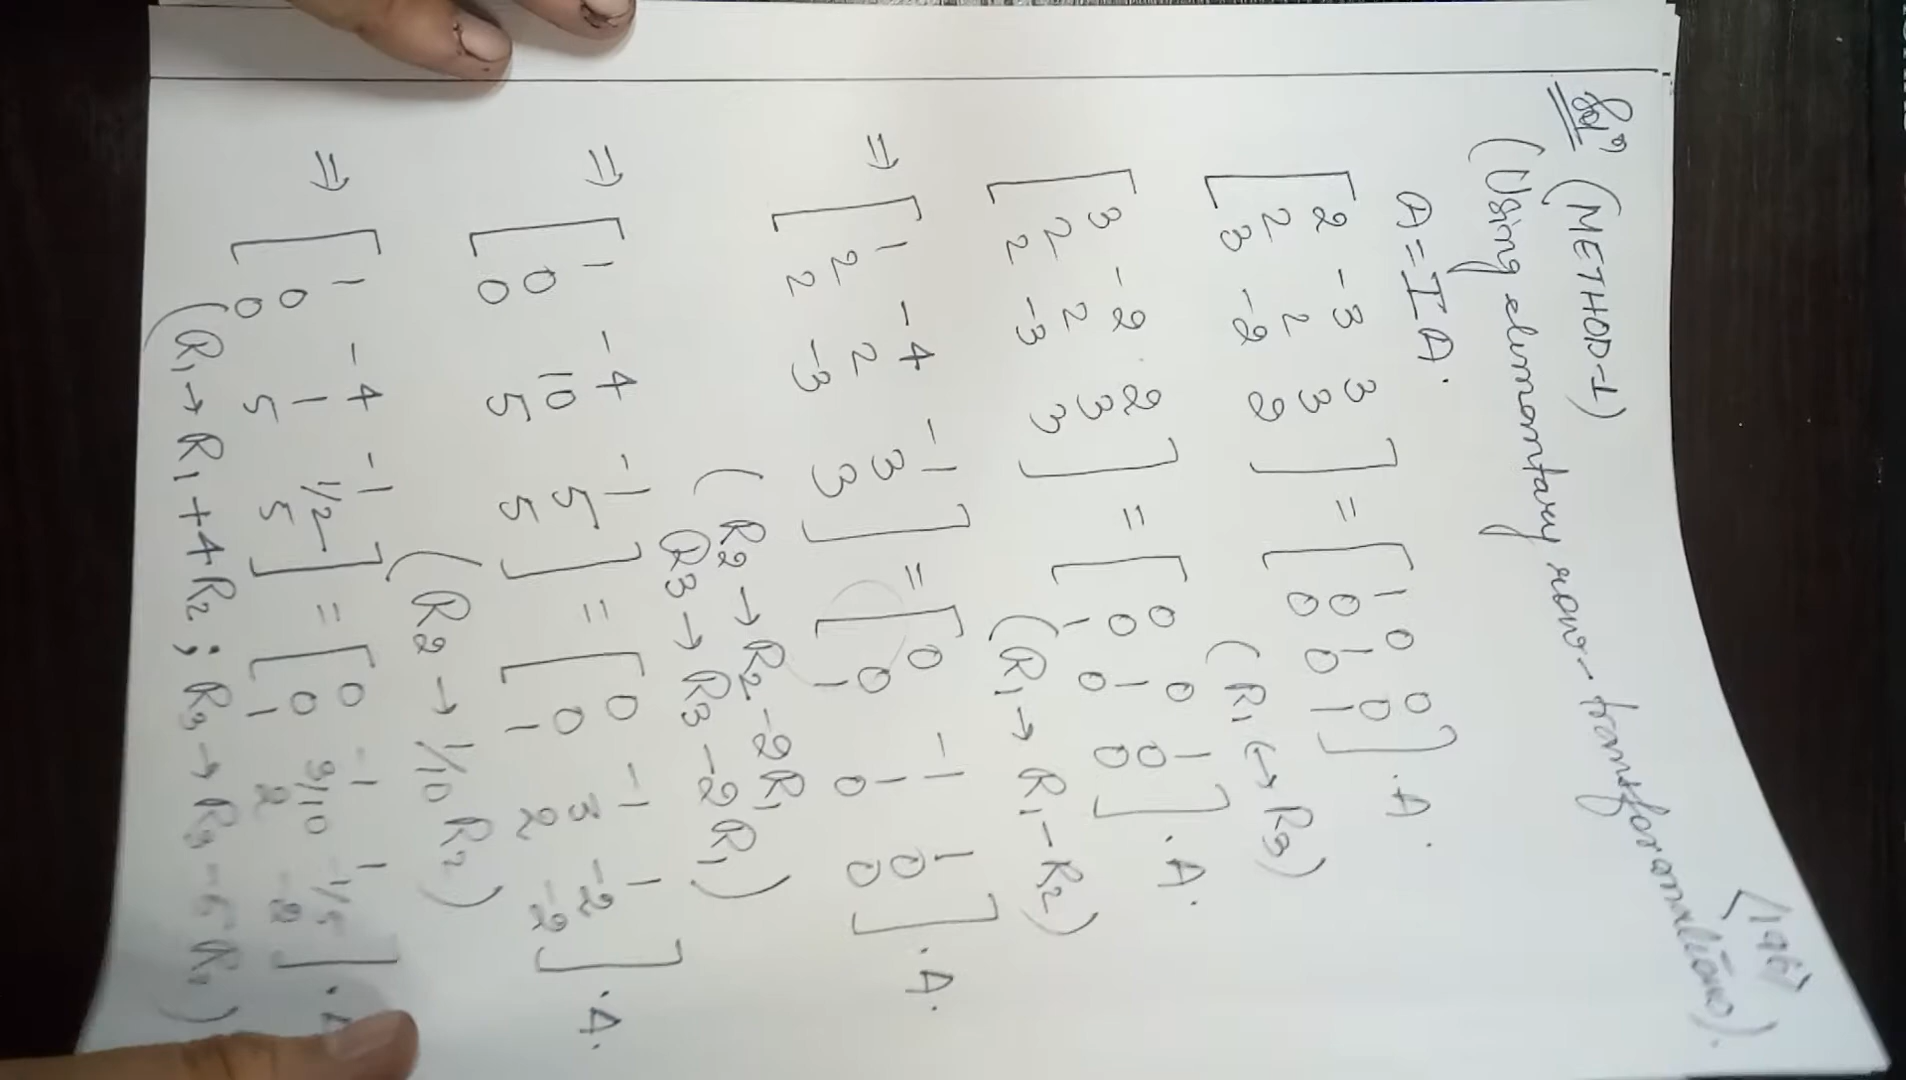 <196>
Solⁿ (METHOD-1)
(Using elementary row-transformations).
A = IA.
[2 -3 3
2 2 3
3 -2 2] = [1 0 0
0 1 0
0 0 1] . A.
(R1 ↔ R3)
[3 -2 2
2 2 3
2 -3 3] = [0 0 1
0 1 0
1 0 0] . A.
(R1 → R1 - R2)
⇒ [1 -4 -1
2 2 3
2 -3 3] = [0 -1 1
0 1 0
1 0 0] . A.
(R2 → R2 - 2R1
R3 → R3 - 2R1)
⇒ [1 -4 -1
0 10 5
0 5 5] = [0 -1 1
0 3 -2
1 2 -2] . A.
(R2 → 1/10 R2)
⇒ [1 -4 -1
0 1 1/2
0 5 5] = [0 -1 1
0 3/10 -1/5
1 2 -2] . A
(R1 → R1 + 4R2 ; R3 → R3 - 5R2)